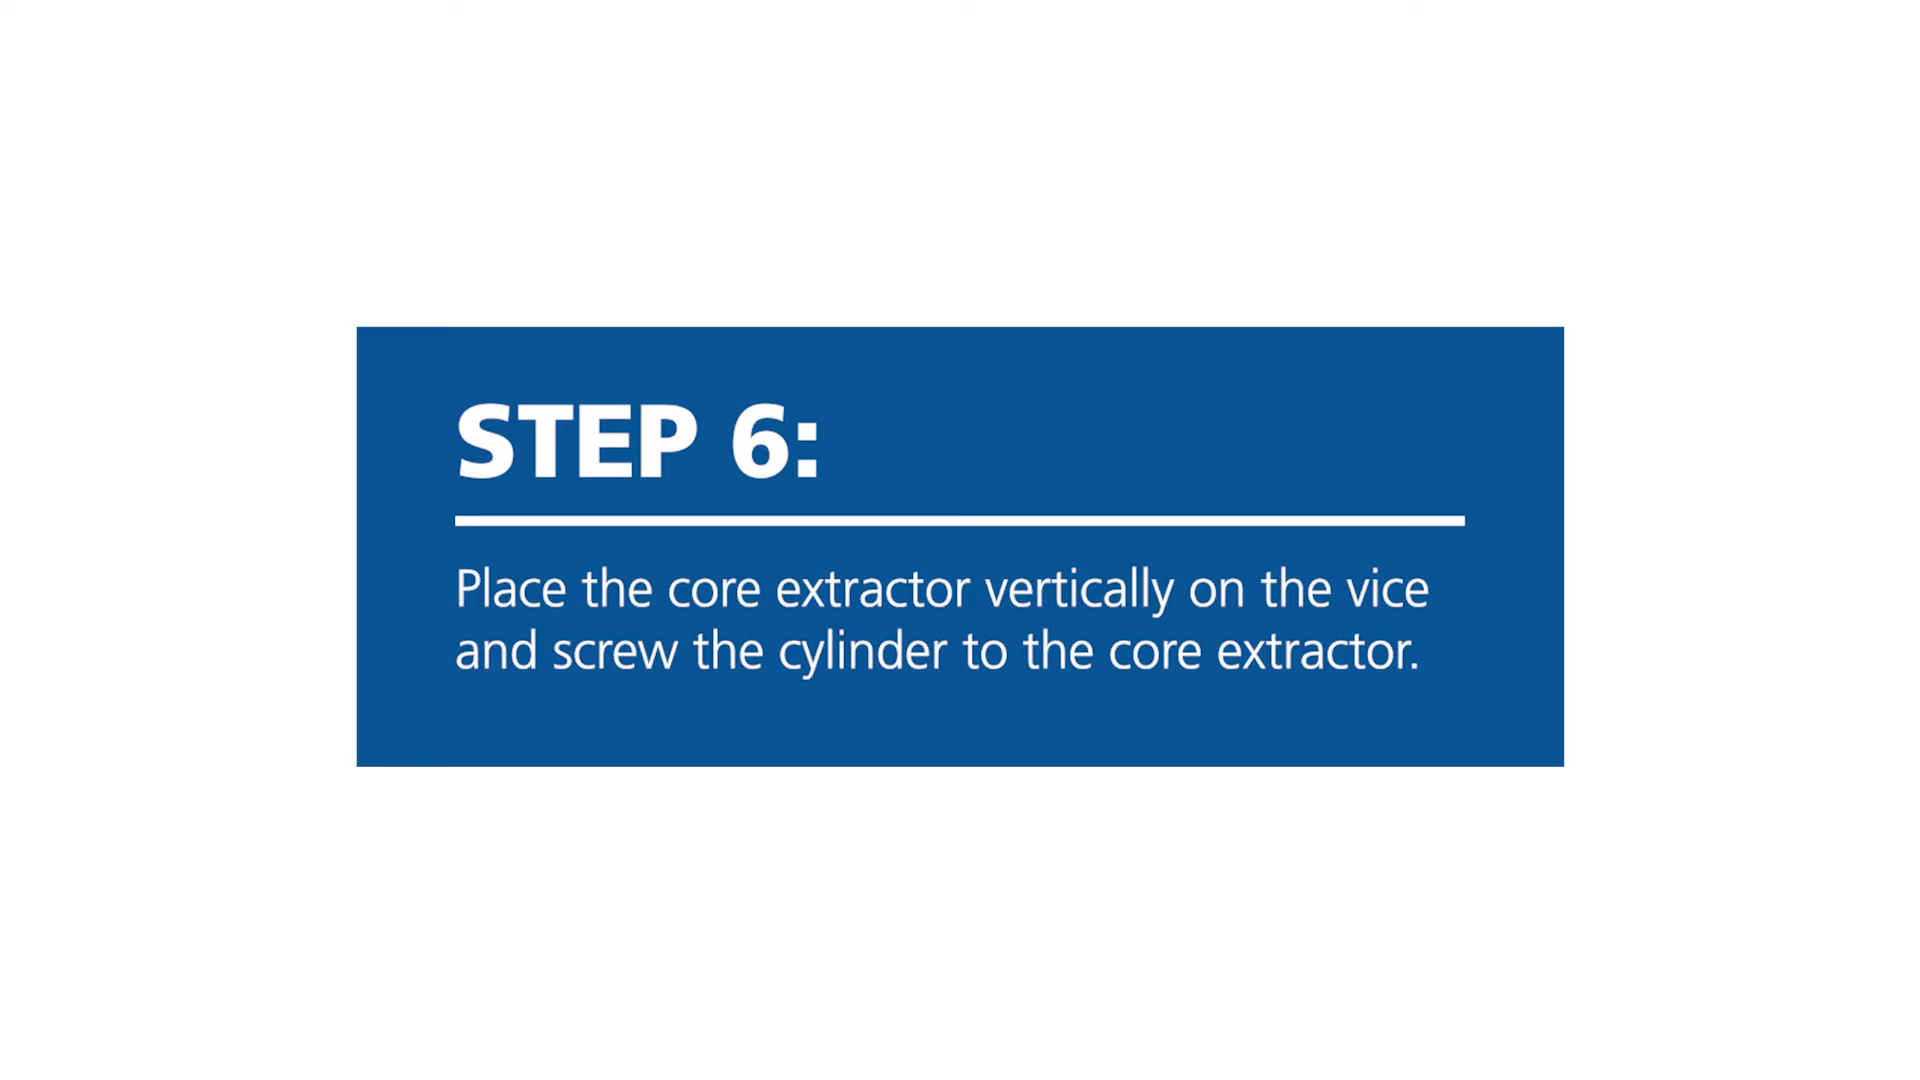 STEP 6:
Place the core extractor vertically on the vice
and screw the cylinder to the core extractor.